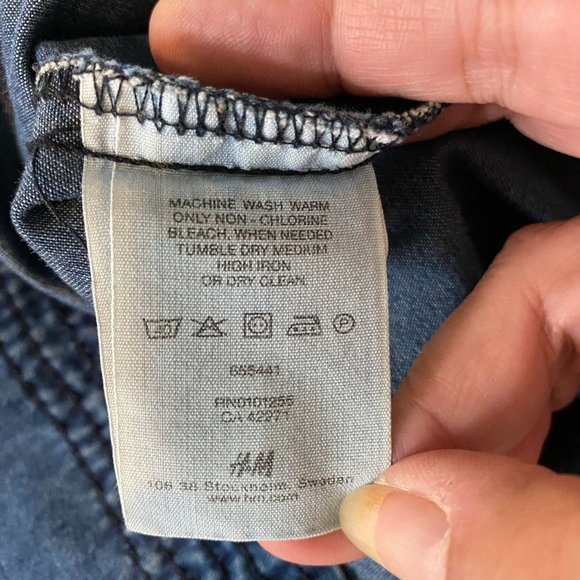 MACHINE WASH WARM
ONLY NON - CHLORINE
BLEACH, WHEN NEEDED
TUMBLE DRY MEDIUM
HIGH IRON
OR DRY CLEAN
P
655441
RN0101255
CA 42271
H&M
106 38 Stockholm, Sweden
www.hm.com